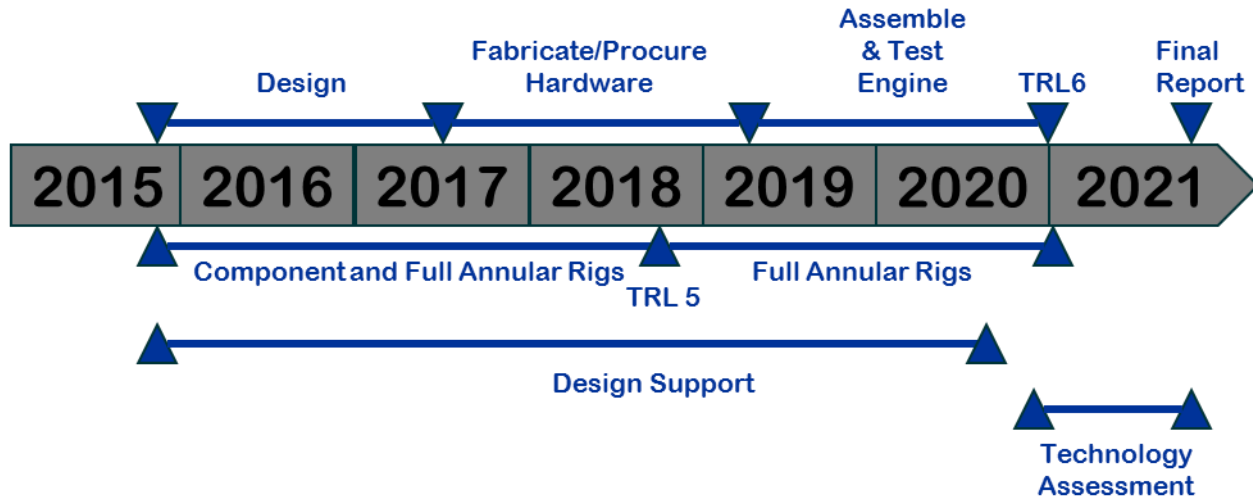 Assemble
& Test
Engine
Fabricate/Procure
Hardware
Design
TRL6
Final
Report
2015 2016 2017 2018 2019 2020 2021
Component and Full Annular Rigs
TRL 5
Full Annular Rigs
Design Support
Technology
Assessment